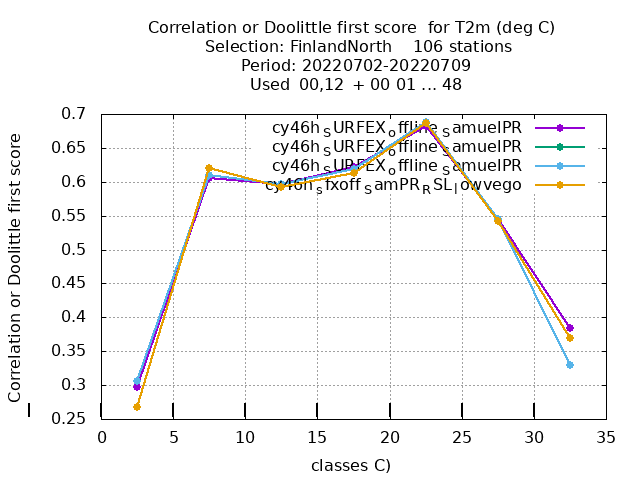 Correlation or Doolittle first score for T2m (deg C)
Selection: FinlandNorth 106 stations
Period: 20220702-20220709
Used 00,12 + 00 01 ... 48
Correlation or Doolittle first score
0.7
0.65
0.6
0.55
0.5
0.45
0.4
0.35
0.3
0.25
cy46h_SURFEX_offline_SamuelPR
cy46h_SURFEX_offline_SamuelPR
cy46h_SURFEX_offline_SamuelPR
cy46h_sfxoff_SamPR_RSL_lowvego
0 5 10 15 20 25 30 35
classes C)